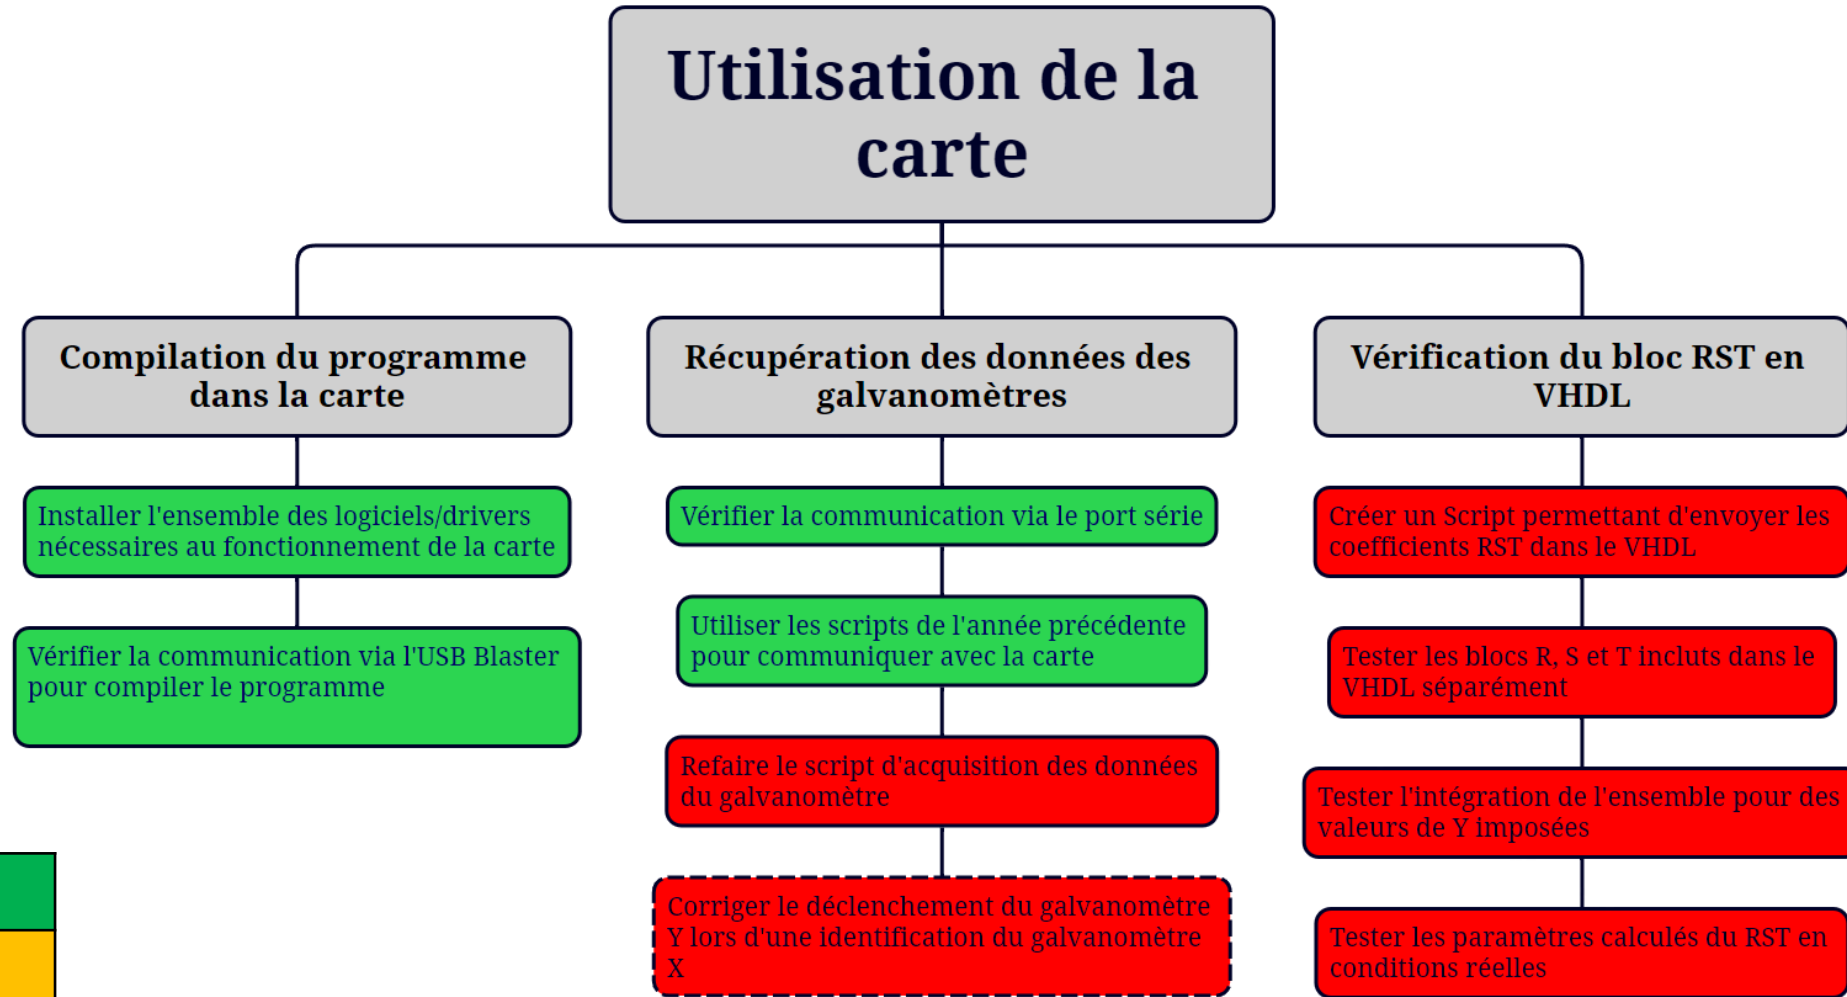 Utilisation de la
carte
Compilation du programme
dans la carte
Installer l'ensemble des logiciels/drivers
nécessaires au fonctionnement de la carte
Vérifier la communication via l'USB Blaster
pour compiler le programme
Récupération des données des
galvanomètres
Vérifier la communication via le port série
Utiliser les scripts de l'année précédente
pour communiquer avec la carte
Refaire le script d'acquisition des données
du galvanomètre
Corriger le déclenchement du galvanomètre
Y lors d'une identification du galvanomètre
X
Vérification du bloc RST en
VHDL
Créer un Script permettant d'envoyer les
coefficients RST dans le VHDL
Tester les blocs R, S et T incluts dans le
VHDL séparément
Tester l'intégration de l'ensemble pour des
valeurs de Y imposées
Tester les paramètres calculés du RST en
conditions réelles